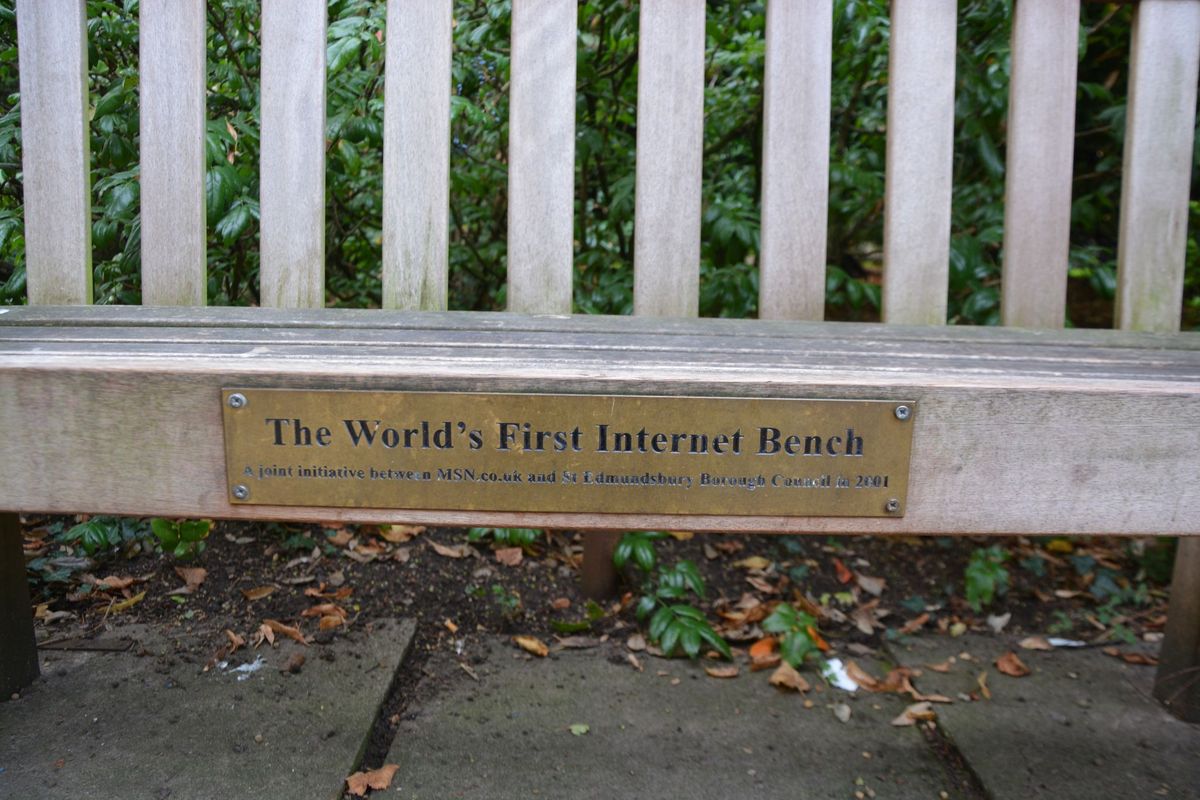 The World's First Internet Bench
A joint initiative between MSN.co.uk and St Edmundsbury Borough Council in 2001